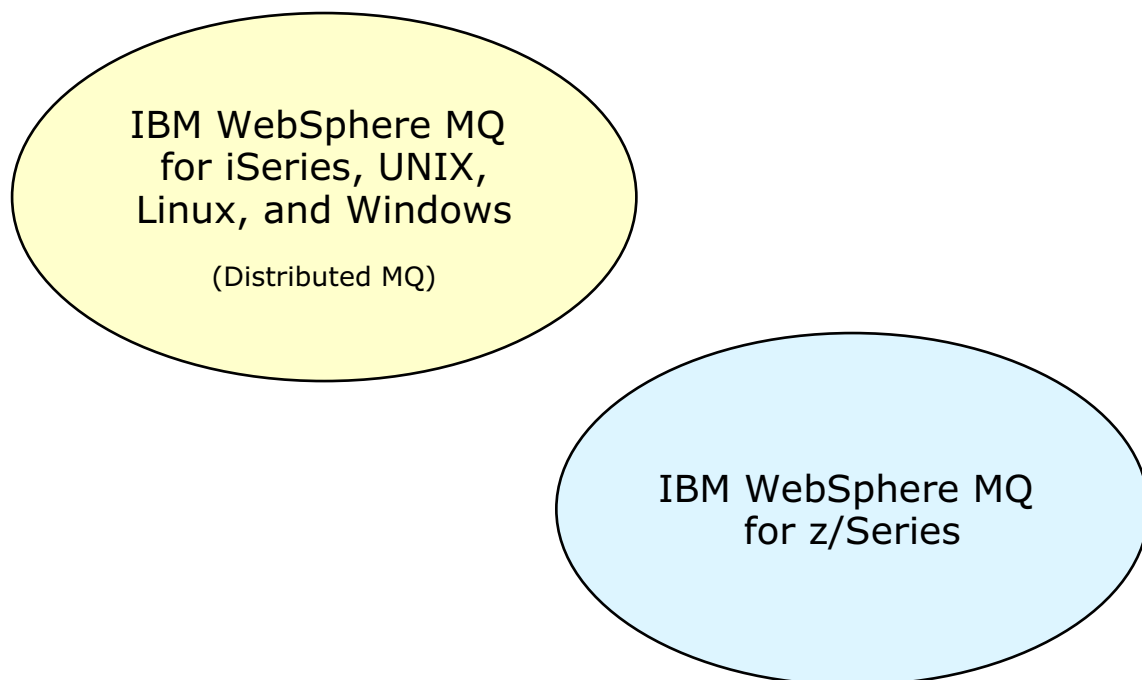 IBM WebSphere MQ
for iSeries, UNIX,
Linux, and Windows
(Distributed MQ)
IBM WebSphere MQ
for z/Series